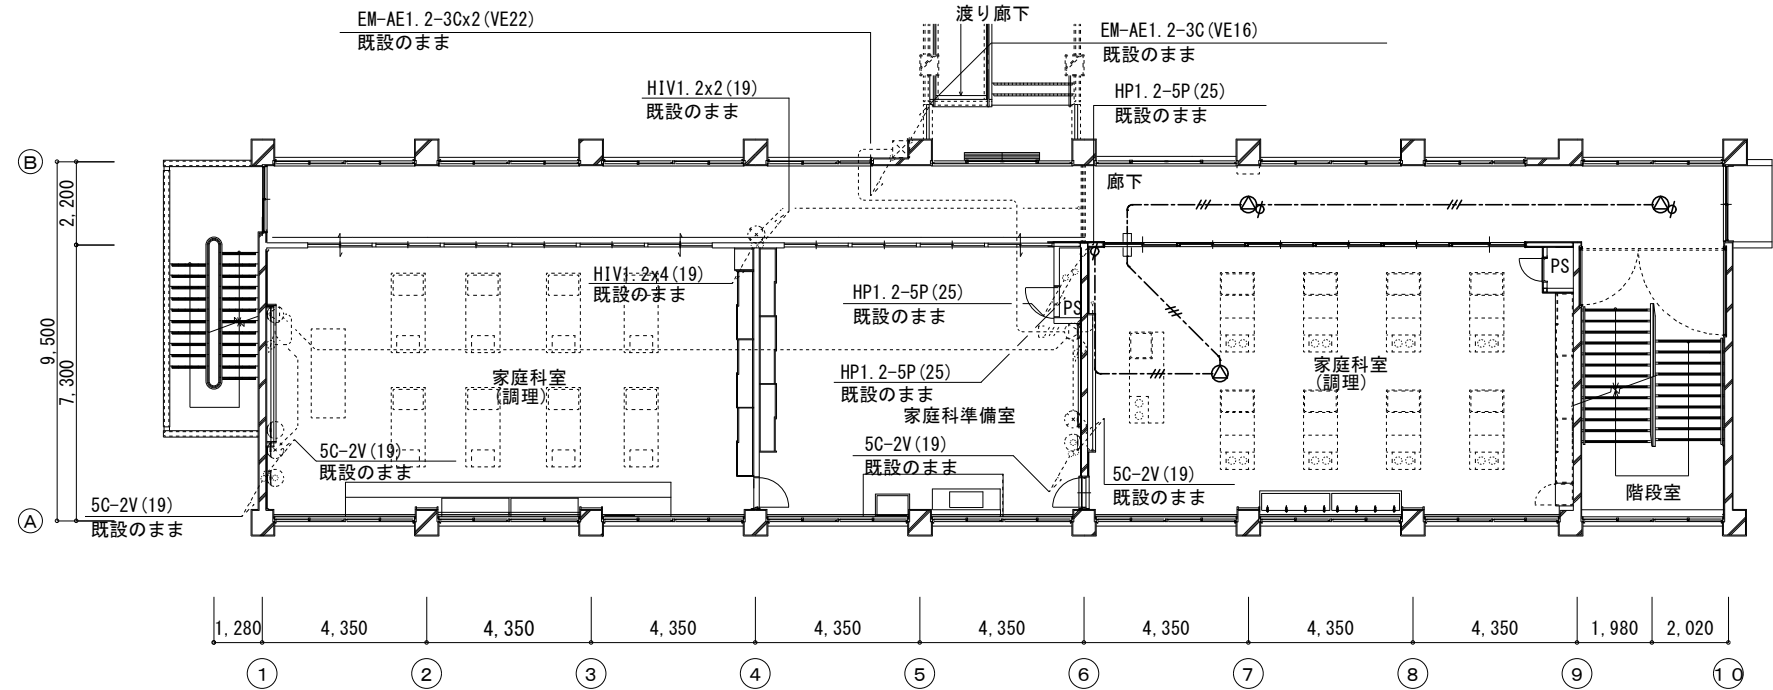 EM-AE1.2-3Cx2(VE22)
既設のまま
渡り廊下
EM-AE1.2-3C(VE16)
既設のまま
HIV1.2x2(19)
既設のまま
HP1.2-5P(25)
既設のまま
Ⓑ
廊下
2,200
HIV1.2x4(19)
既設のまま
HP1.2-5P(25)
既設のまま
PS
PS
9,500
7,300
家庭科室
(調理)
HP1.2-5P(25)
既設のまま
家庭科室
(調理)
家庭科準備室
5C-2V(19)
既設のまま
5C-2V(19)
既設のまま
5C-2V(19)
既設のまま
階段室
5C-2V(19)
既設のまま
Ⓐ
1,280 4,350 4,350 4,350 4,350 4,350 4,350 4,350 4,350 1,980 2,020
① ② ③ ④ ⑤ ⑥ ⑦ ⑧ ⑨ ⑩